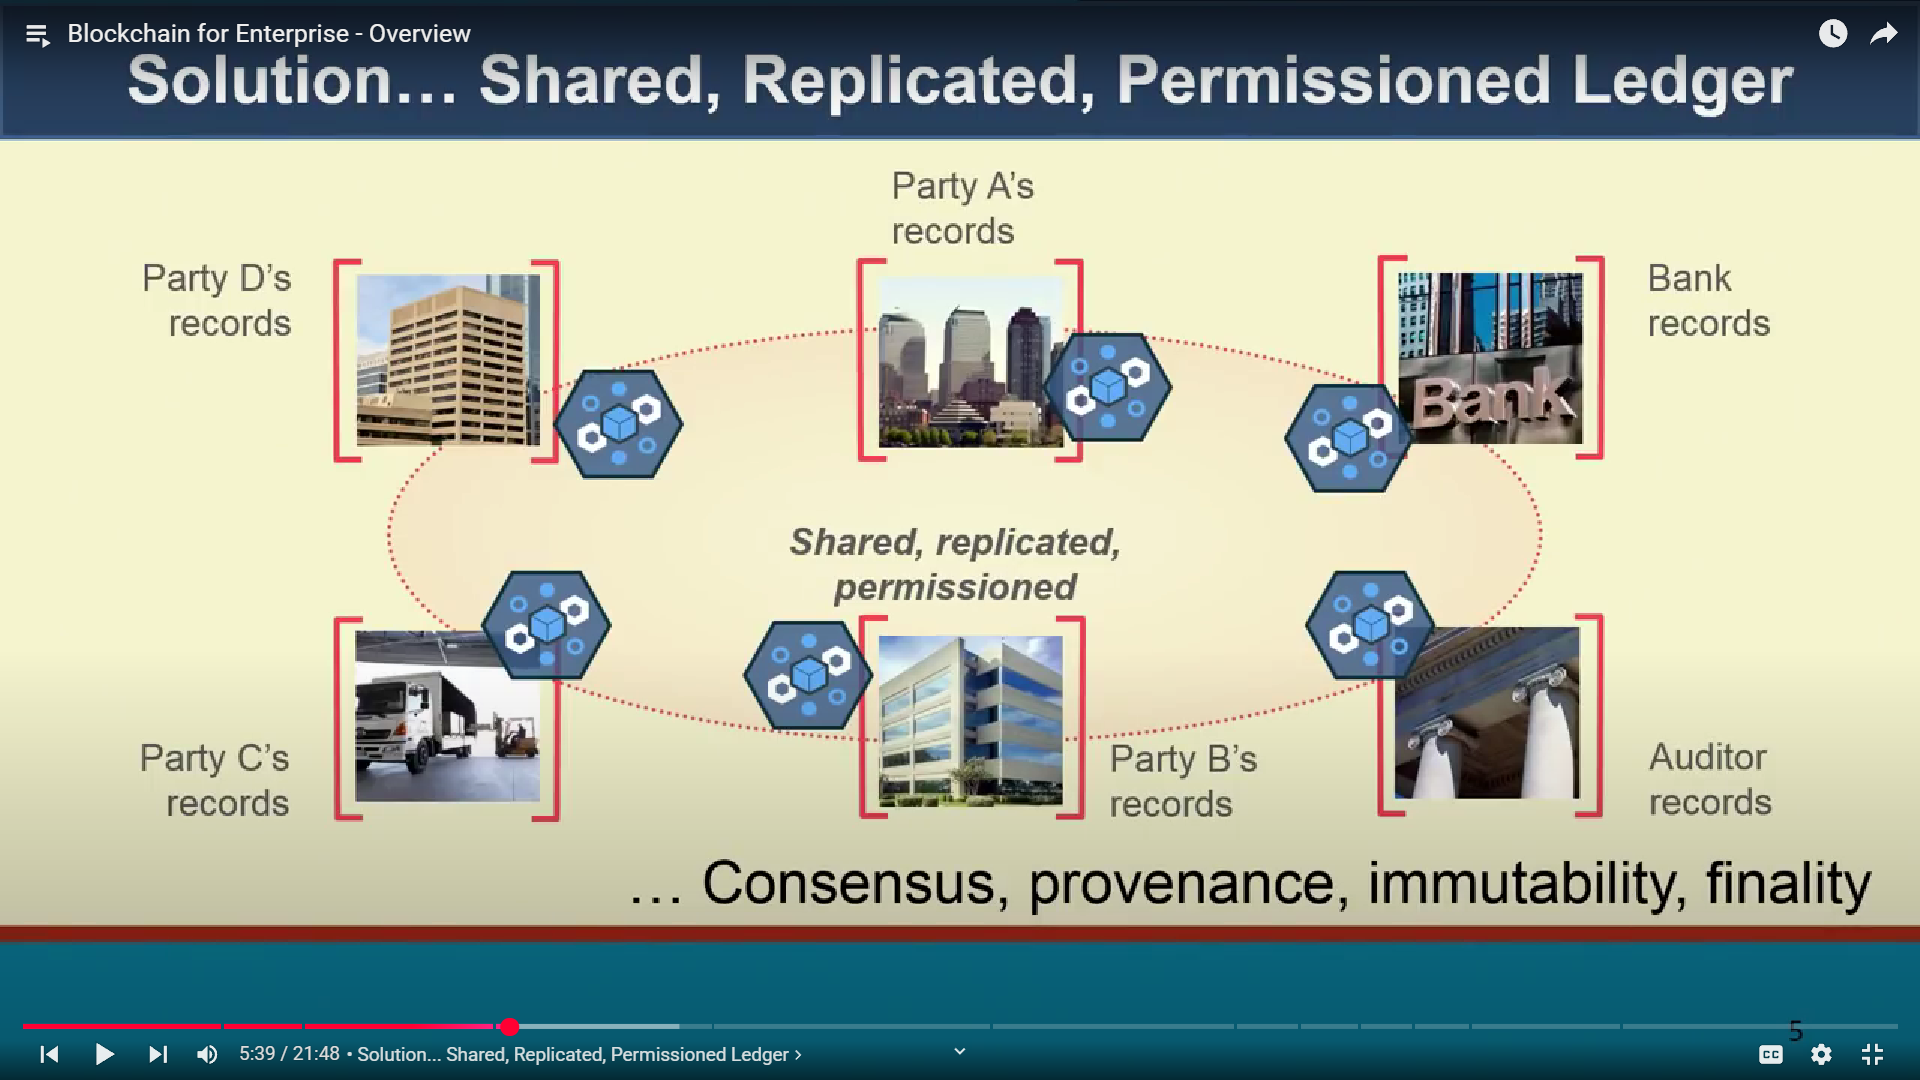 Blockchain for Enterprise - Overview
Solution... Shared, Replicated, Permissioned Ledger
Party A's
records
Party D's
records
Bank
records
Bank
Shared, replicated,
permissioned
Party C's
records
Party B's
records
Auditor
records
... Consensus, provenance, immutability, finality
5
5:39 / 21:48 • Solution... Shared, Replicated, Permissioned Ledger ›
CC